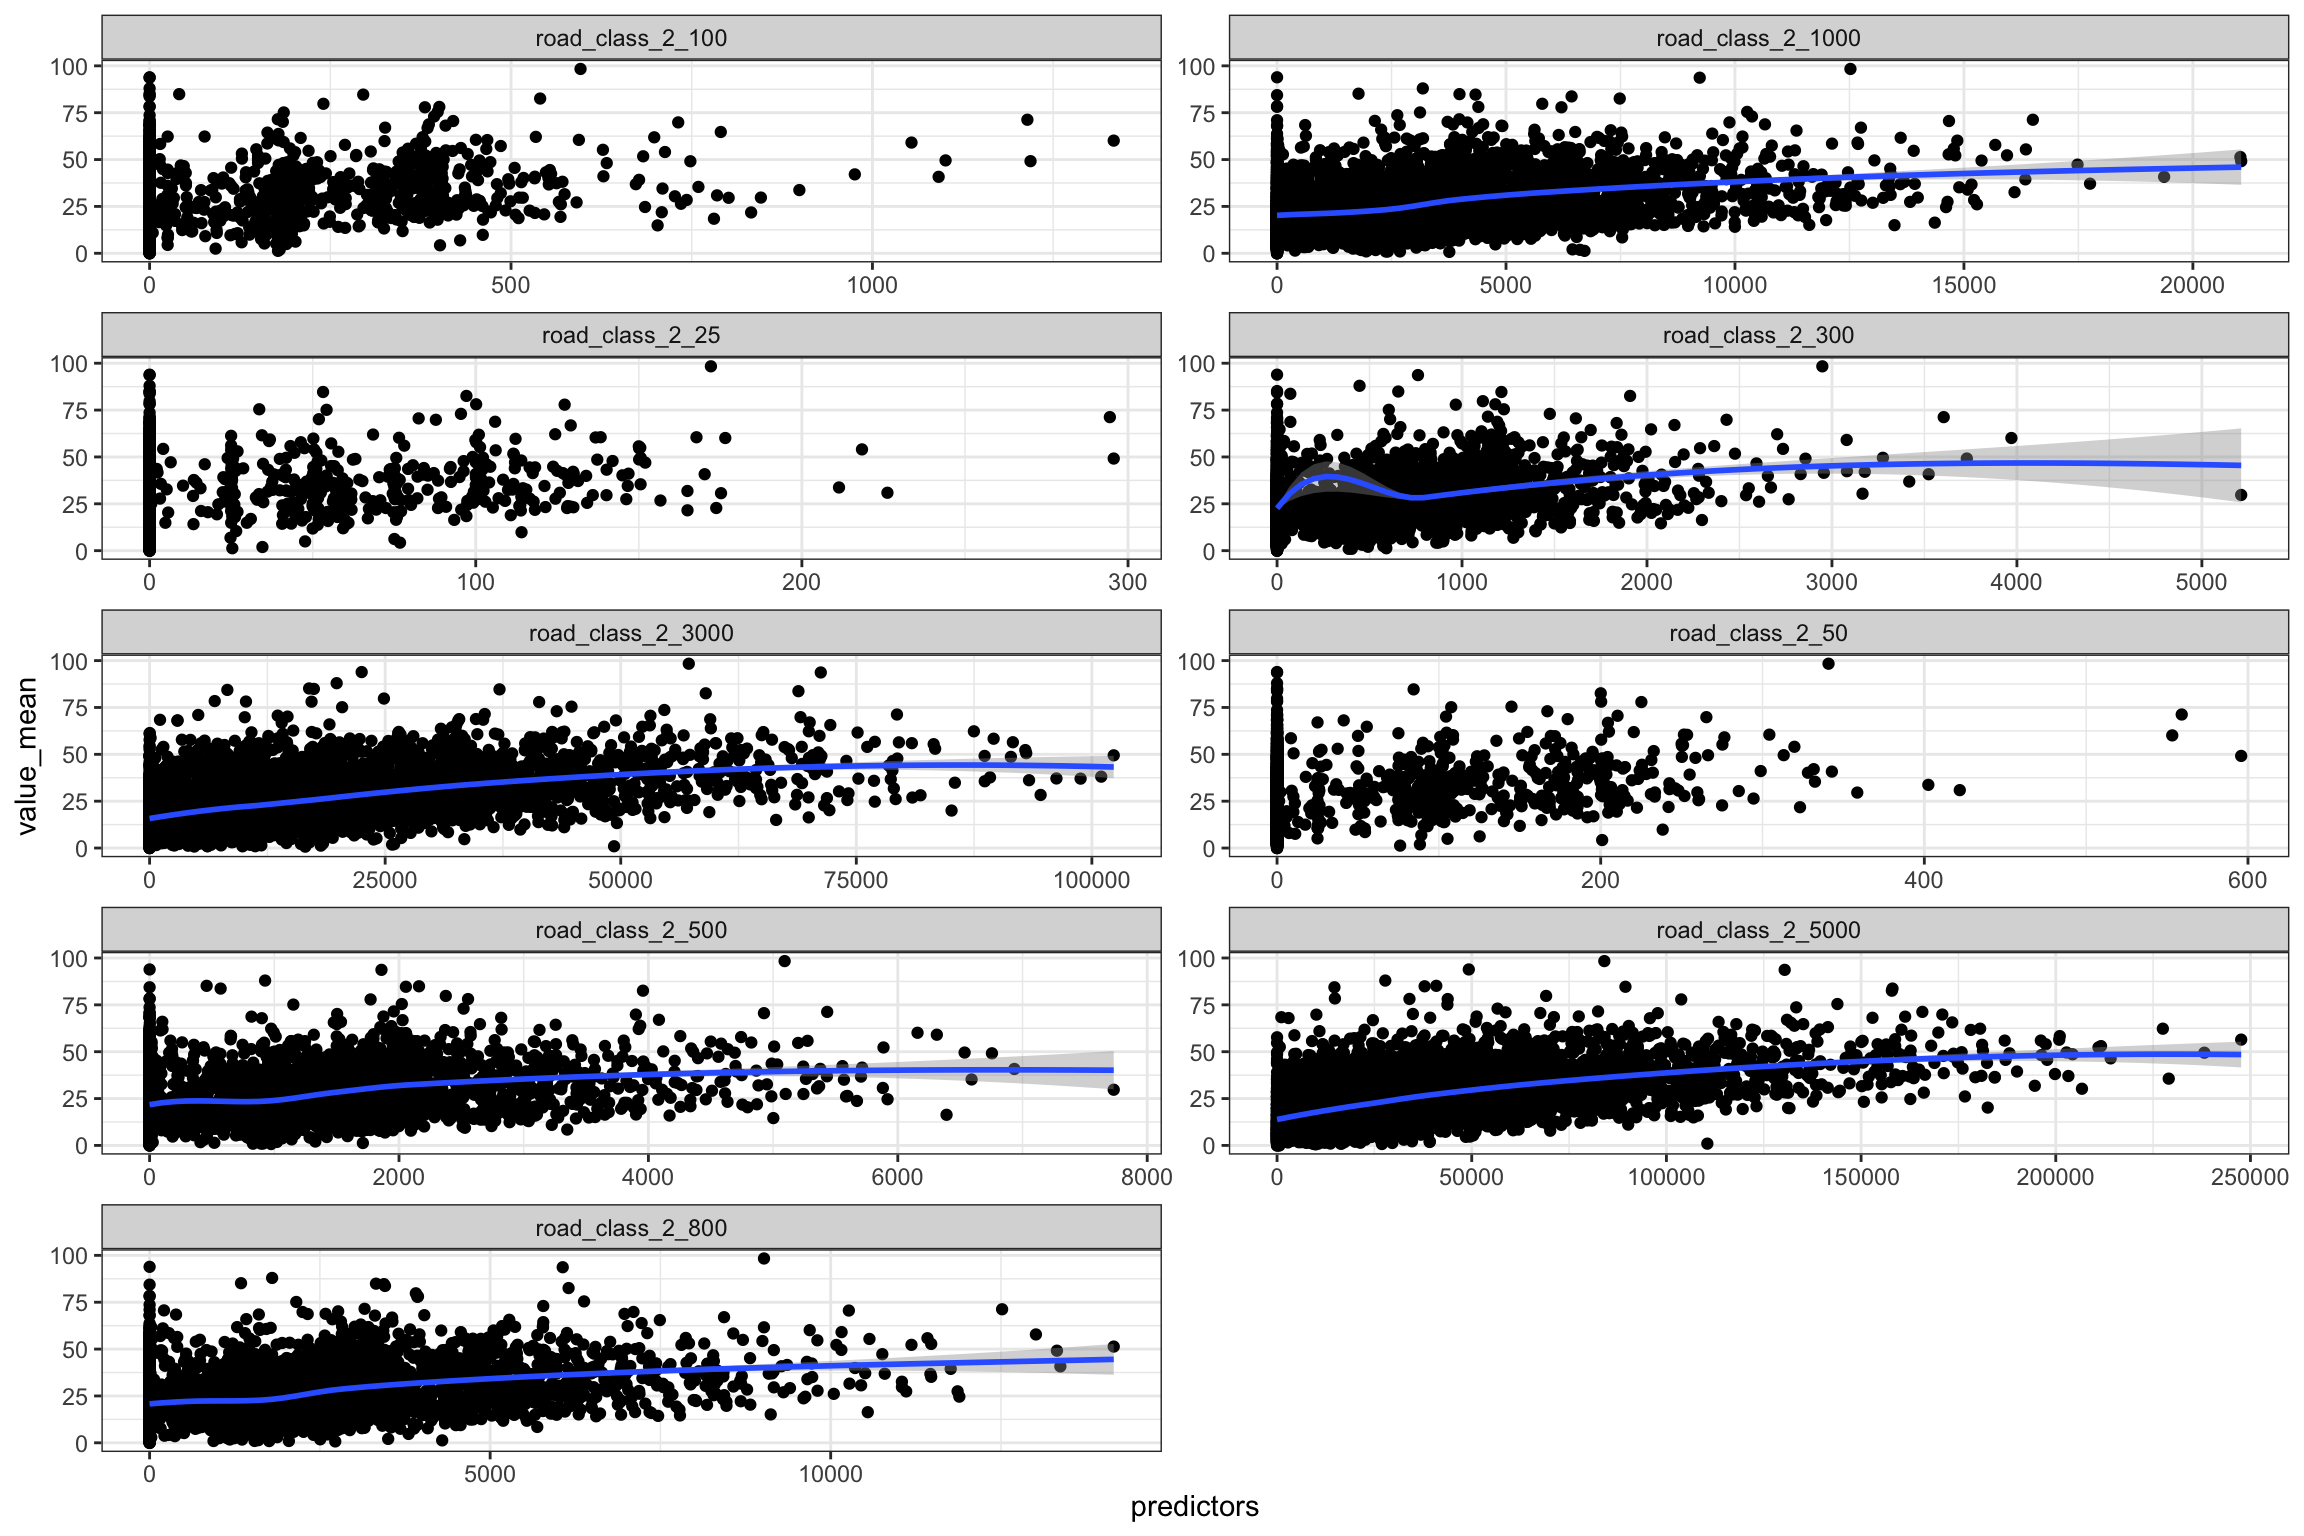 road_class_2_100
road_class_2_1000
100
75
50
25
0
0 500 1000
100
75
50
25
0
0 5000 10000 15000 20000
road_class_2_25
road_class_2_300
100
75
50
25
0
0 100 200 300
100
75
50
25
0
0 1000 2000 3000 4000 5000
road_class_2_3000
road_class_2_50
value_mean
100
75
50
25
0
0 25000 50000 75000 100000
100
75
50
25
0
0 200 400 600
road_class_2_500
road_class_2_5000
100
75
50
25
0
0 2000 4000 6000 8000
100
75
50
25
0
0 50000 100000 150000 200000 250000
road_class_2_800
100
75
50
25
0
0 5000 10000
predictors